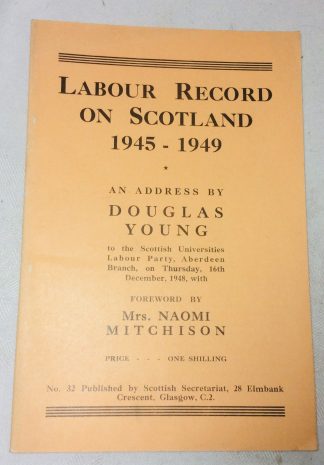 LABOUR RECORD
ON SCOTLAND
1945 - 1949
AN ADDRESS BY
DOUGLAS
YOUNG
to the Scottish Universities
Labour Party, Aberdeen
Branch, on Thursday, 16th
December, 1948, with
FOREWORD BY
Mrs. NAOMI
MITCHISON
PRICE - - - ONE SHILLING
No. 32 Published by Scottish Secretariat, 28 Elmbank
Crescent, Glasgow, C.2.